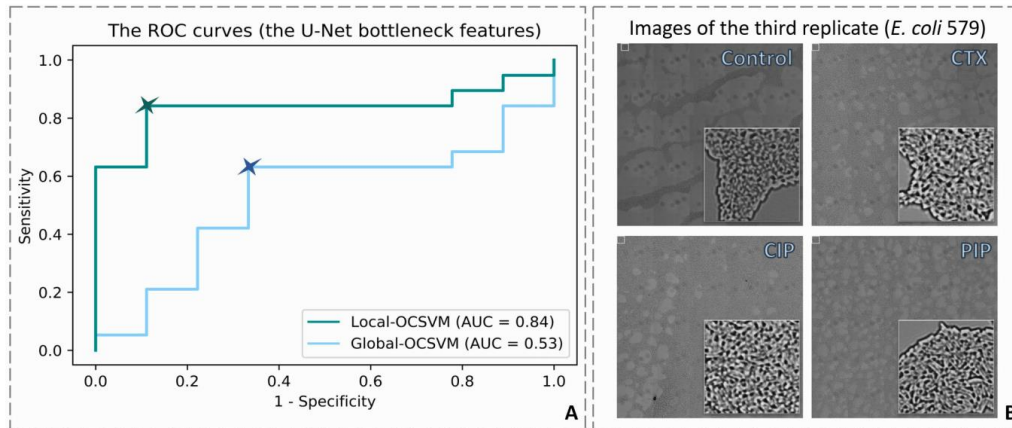 The ROC curves (the U-Net bottleneck features)
1.0
0.8
0.6
0.4
0.2
0.0
Sensitivity
0.0 0.2 0.4 0.6 0.8 1.0
1 - Specificity
Local-OCSVM (AUC = 0.84)
Global-OCSVM (AUC = 0.53)
A
Images of the third replicate (E. coli 579)
Control
CTX
CIP
PIP
B